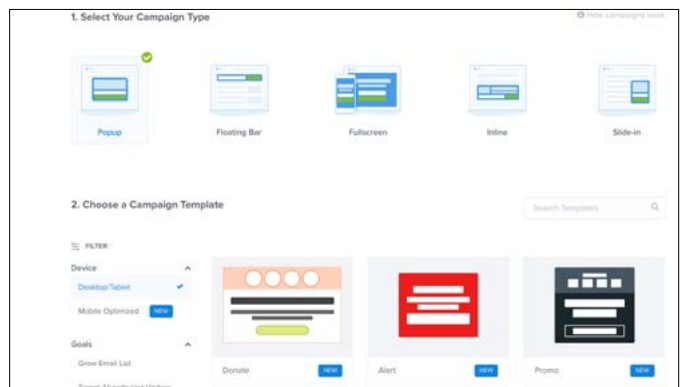 1. Select Your Campaign Type
How campaigns work
Popup
Floating Bar
Fullscreen
Inline
Slide-in
2. Choose a Campaign Template
Search Templates
FILTER
Device
Desktop/Tablet
Mobile Optimized NEW
Goals
Grow Email List
Donate NEW
Alert NEW
Promo NEW